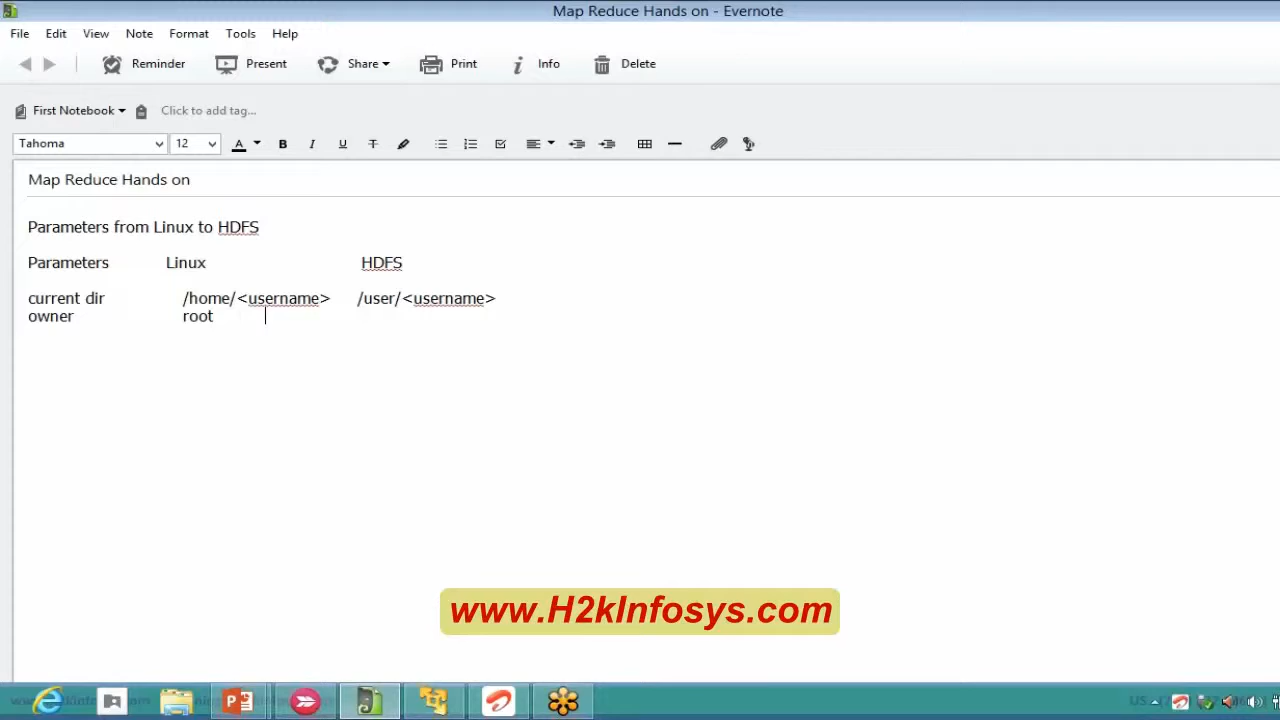 Map Reduce Hands on - Evernote
File Edit View Note Format Tools Help
Reminder Present Share Print Info Delete
First Notebook Click to add tag...
Tahoma 12 A B I U T
Map Reduce Hands on
Parameters from Linux to HDFS
Parameters Linux HDFS
current dir /home/<username> /user/<username>
owner root
www.H2kInfosys.com
US